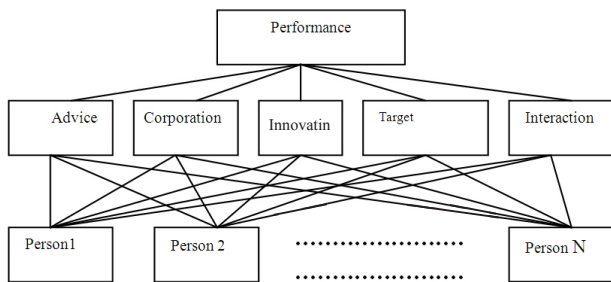 Performance
Advice
Corporation
Innovatin
Target
Interaction
Person1
Person 2
Person N